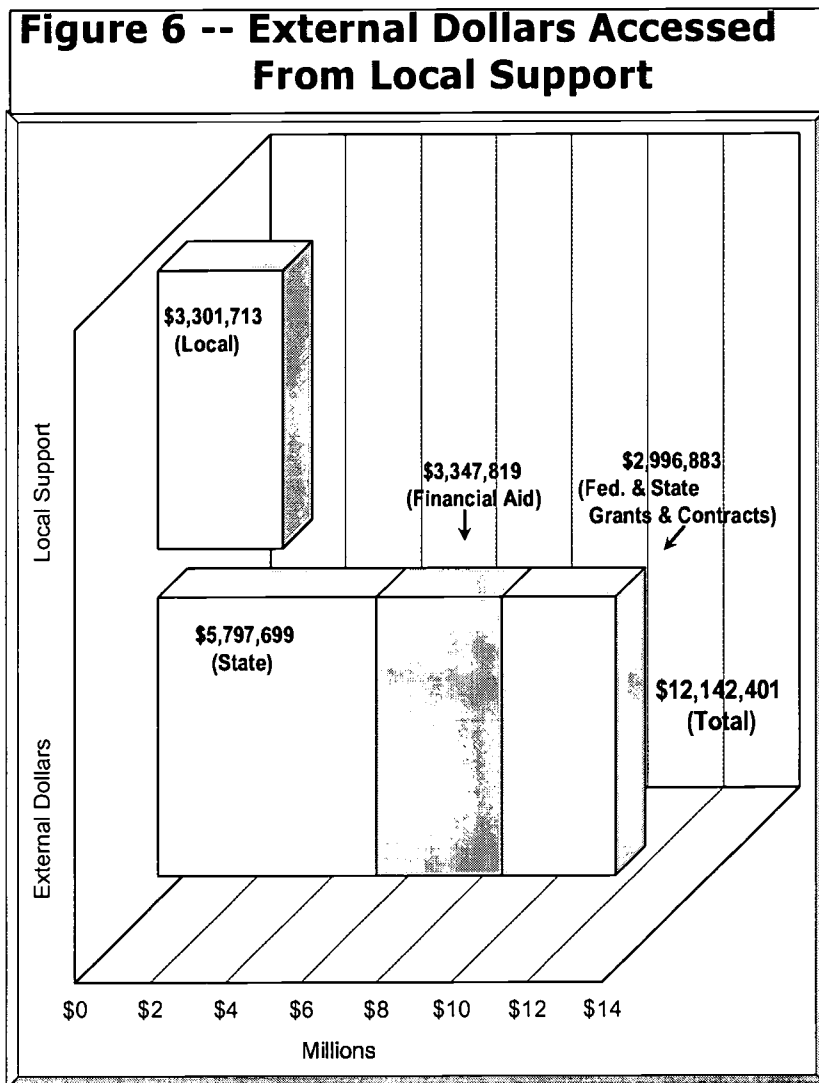 Figure 6 -- External Dollars Accessed
From Local Support
$3,301,713
(Local)
Local Support
$3,347,819
(Financial Aid)
$2,996,883
(Fed. & State
Grants & Contracts)
$5,797,699
(State)
$12,142,401
(Total)
External Dollars
$0 $2 $4 $6 $8 $10 $12 $14
Millions